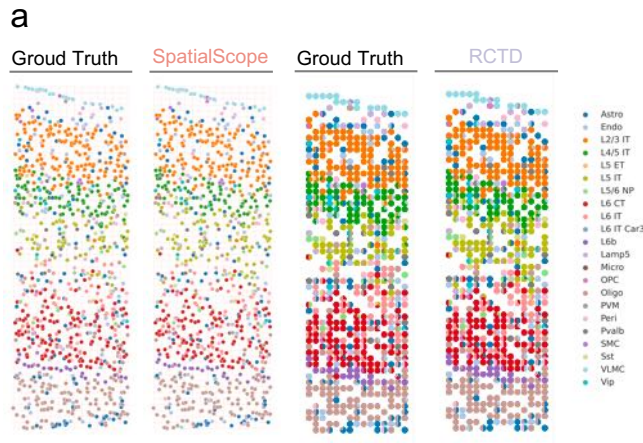 a
Groud Truth
SpatialScope
Groud Truth
RCTD
Astro
Endo
L2/3 IT
L4/5 IT
L5 ET
L5 IT
L5/6 NP
L6 CT
L6 IT
L6 IT Car3
L6b
Lamp5
Micro
OPC
Oligo
PVM
Peri
Pvalb
SMC
Sst
VLMC
Vip